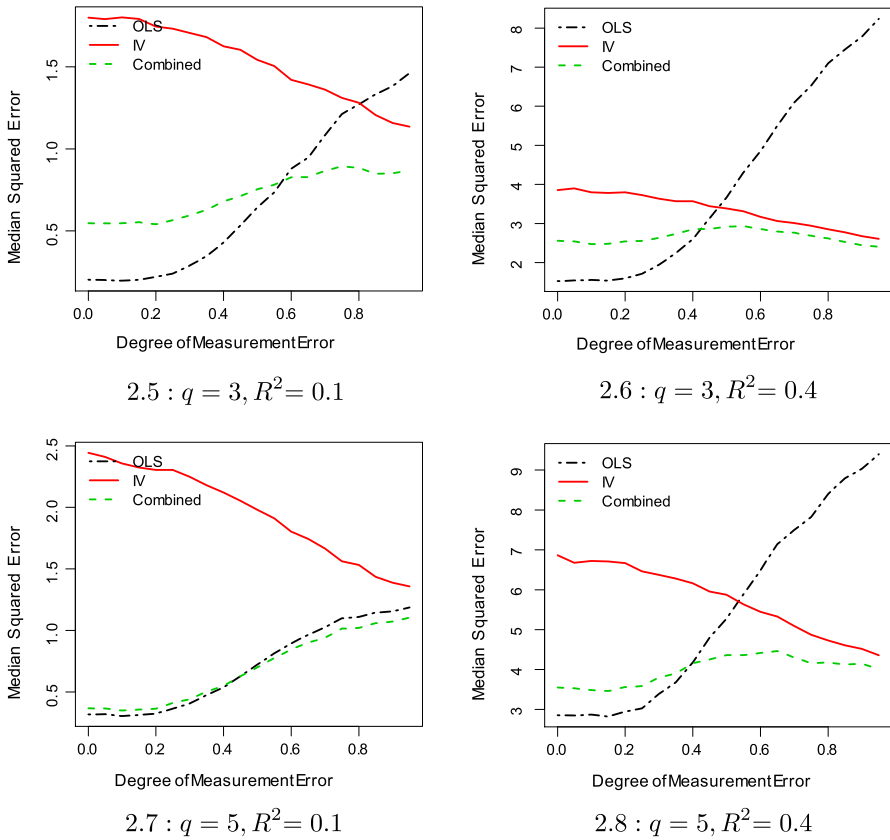 OLS
IV
Combined
Median Squared Error
0.5
1.0
1.5
0.0 0.2 0.4 0.6 0.8
Degree of Measurement Error
2.5 : q = 3, R² = 0.1
OLS
IV
Combined
Median Squared Error
2
3
4
5
6
7
8
0.0 0.2 0.4 0.6 0.8
Degree of Measurement Error
2.6 : q = 3, R² = 0.4
OLS
IV
Combined
Median Squared Error
0.5
1.0
1.5
2.0
2.5
0.0 0.2 0.4 0.6 0.8
Degree of Measurement Error
2.7 : q = 5, R² = 0.1
OLS
IV
Combined
Median Squared Error
3
4
5
6
7
8
9
0.0 0.2 0.4 0.6 0.8
Degree of Measurement Error
2.8 : q = 5, R² = 0.4